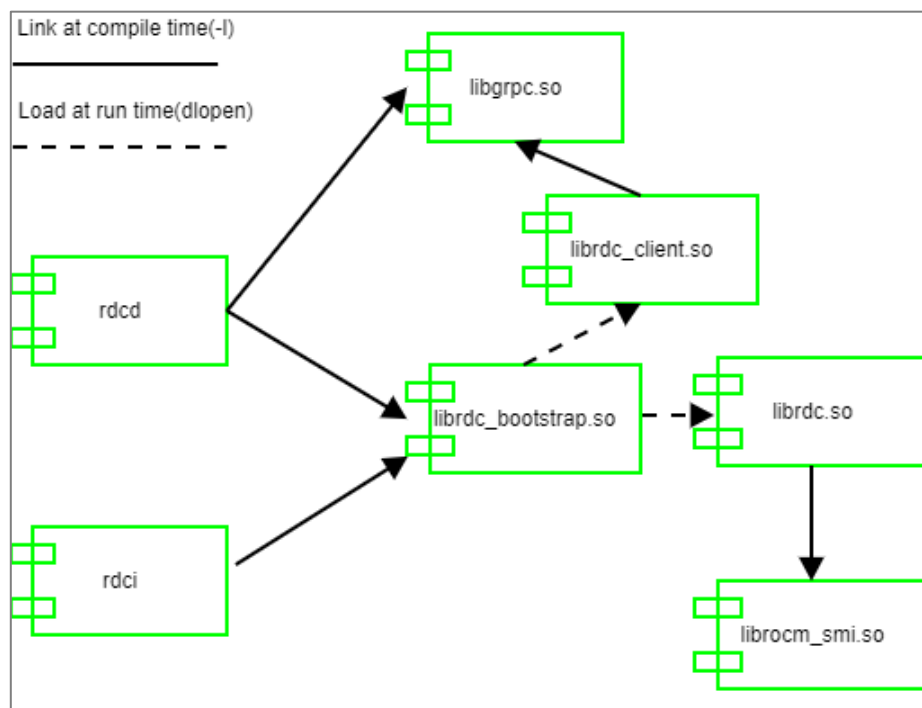 Link at compile time(-l)
Load at run time(dlopen)
libgrpc.so
librdc_client.so
rdcd
librdc_bootstrap.so
librdc.so
rdci
librocm_smi.so